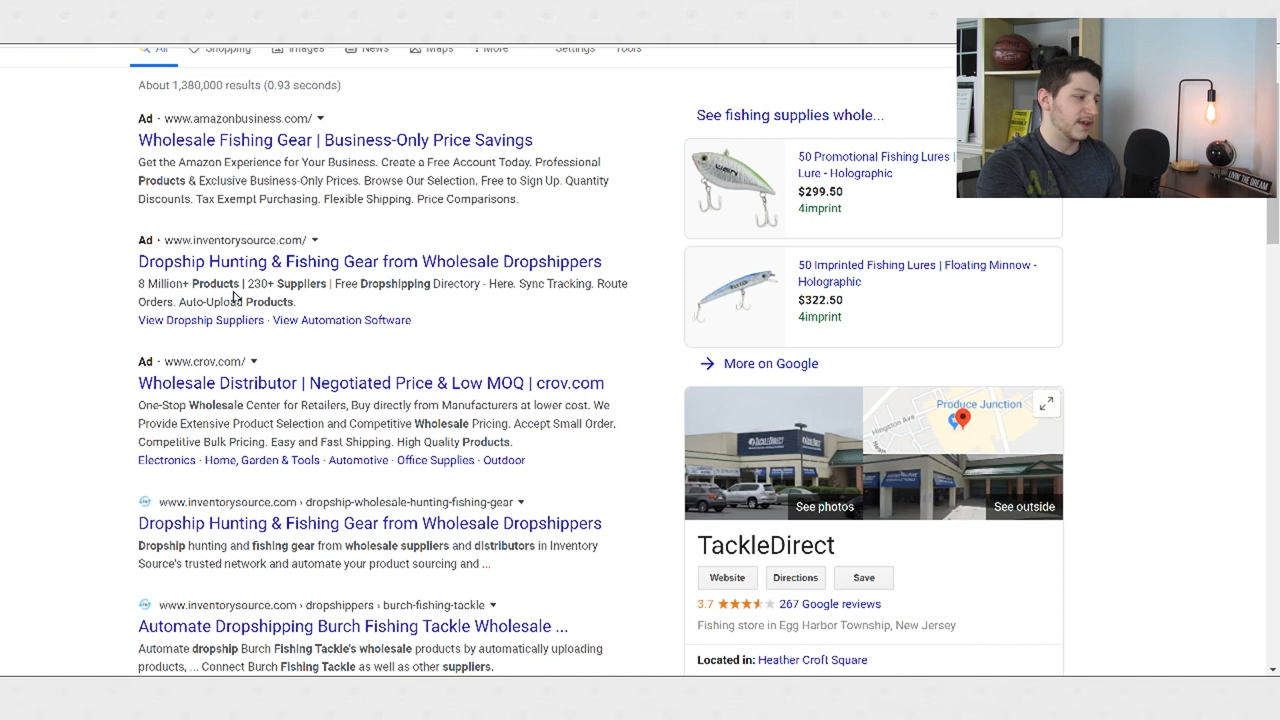 All
Shopping
Images
News
Maps
More
Settings
Tools
About 1,380,000 results (0.93 seconds)
Ad · www.amazonbusiness.com/
Wholesale Fishing Gear | Business-Only Price Savings
Get the Amazon Experience for Your Business. Create a Free Account Today. Professional
Products & Exclusive Business-Only Prices. Browse Our Selection. Free to Sign Up. Quantity
Discounts. Tax Exempt Purchasing. Flexible Shipping. Price Comparisons.
Ad · www.inventorysource.com/
Dropship Hunting & Fishing Gear from Wholesale Dropshippers
8 Million+ Products | 230+ Suppliers | Free Dropshipping Directory - Here. Sync Tracking. Route
Orders. Auto-Upload Products.
View Dropship Suppliers · View Automation Software
Ad · www.crov.com/
Wholesale Distributor | Negotiated Price & Low MOQ | crov.com
One-Stop Wholesale Center for Retailers, Buy directly from Manufacturers at lower cost. We
Provide Extensive Product Selection and Competitive Wholesale Pricing. Accept Small Order.
Competitive Bulk Pricing. Easy and Fast Shipping. High Quality Products.
Electronics · Home, Garden & Tools · Automotive · Office Supplies · Outdoor
www.inventorysource.com › dropship-wholesale-hunting-fishing-gear
Dropship Hunting & Fishing Gear from Wholesale Dropshippers
Dropship hunting and fishing gear from wholesale suppliers and distributors in Inventory
Source's trusted network and automate your product sourcing and ...
www.inventorysource.com › dropshippers › burch-fishing-tackle
Automate Dropshipping Burch Fishing Tackle Wholesale ...
Automate dropship Burch Fishing Tackle's wholesale products by automatically uploading
products, ... Connect Burch Fishing Tackle as well as other suppliers.
See fishing supplies whole...
50 Promotional Fishing Lures |
Lure - Holographic
$299.50
4imprint
50 Imprinted Fishing Lures | Floating Minnow -
Holographic
$322.50
4imprint
More on Google
Produce Junction
Hingston Ave
TACKLEDIRECT
See photos
See outside
TackleDirect
Website
Directions
Save
3.7
267 Google reviews
Fishing store in Egg Harbor Township, New Jersey
Located in: Heather Croft Square
LIVIN' THE DREAM